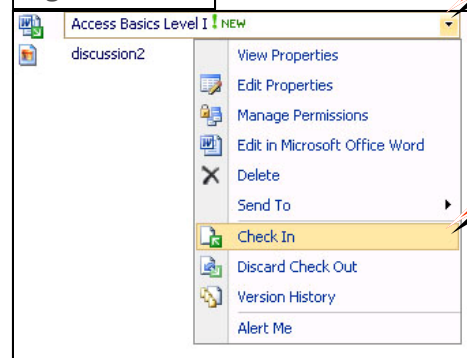 Access Basics Level I ! NEW
discussion2
View Properties
Edit Properties
Manage Permissions
Edit in Microsoft Office Word
Delete
Send To
Check In
Discard Check Out
Version History
Alert Me